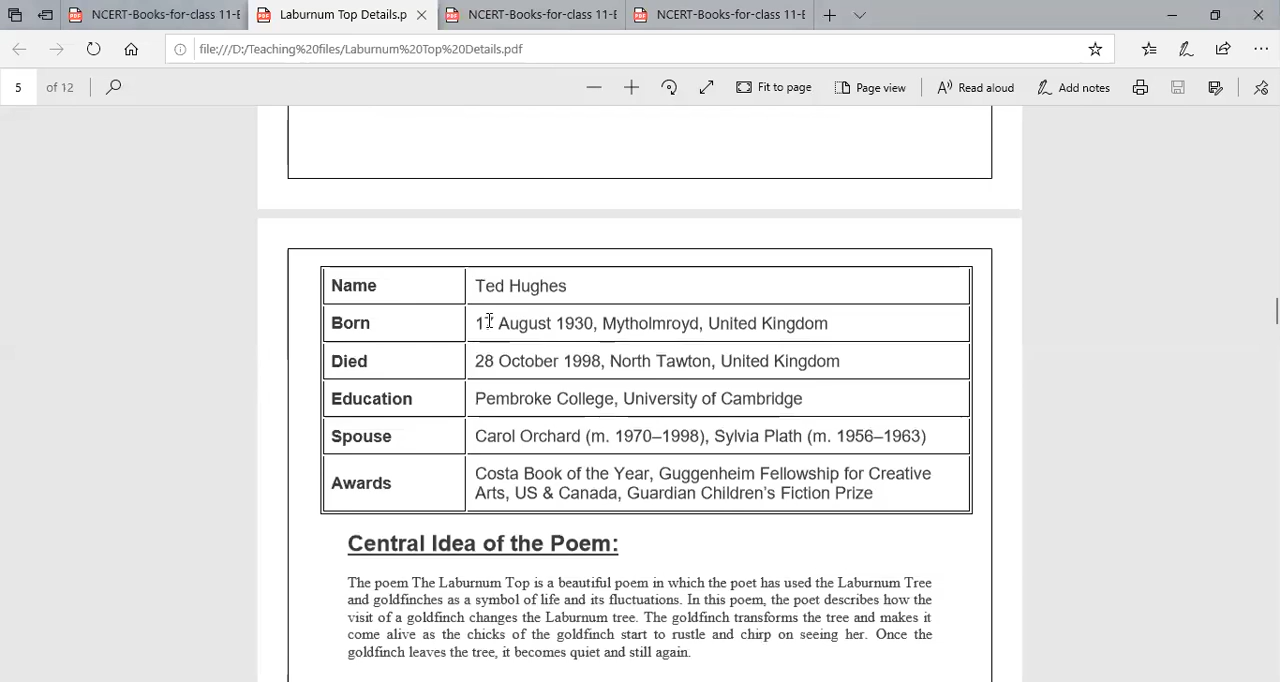 NCERT-Books-for-class 11-E
Laburnum Top Details.p
NCERT-Books-for-class 11-E
NCERT-Books-for-class 11-E
file:///D:/Teaching%20files/Laburnum%20Top%20Details.pdf
5 of 12
Fit to page
Page view
Read aloud
Add notes
Name Ted Hughes
Born August 1930, Mytholmroyd, United Kingdom
Died 28 October 1998, North Tawton, United Kingdom
Education Pembroke College, University of Cambridge
Spouse Carol Orchard (m. 1970–1998), Sylvia Plath (m. 1956–1963)
Awards Costa Book of the Year, Guggenheim Fellowship for Creative
Arts, US & Canada, Guardian Children's Fiction Prize
Central Idea of the Poem:
The poem The Laburnum Top is a beautiful poem in which the poet has used the Laburnum Tree
and goldfinches as a symbol of life and its fluctuations. In this poem, the poet describes how the
visit of a goldfinch changes the Laburnum tree. The goldfinch transforms the tree and makes it
come alive as the chicks of the goldfinch start to rustle and chirp on seeing her. Once the
goldfinch leaves the tree, it becomes quiet and still again.